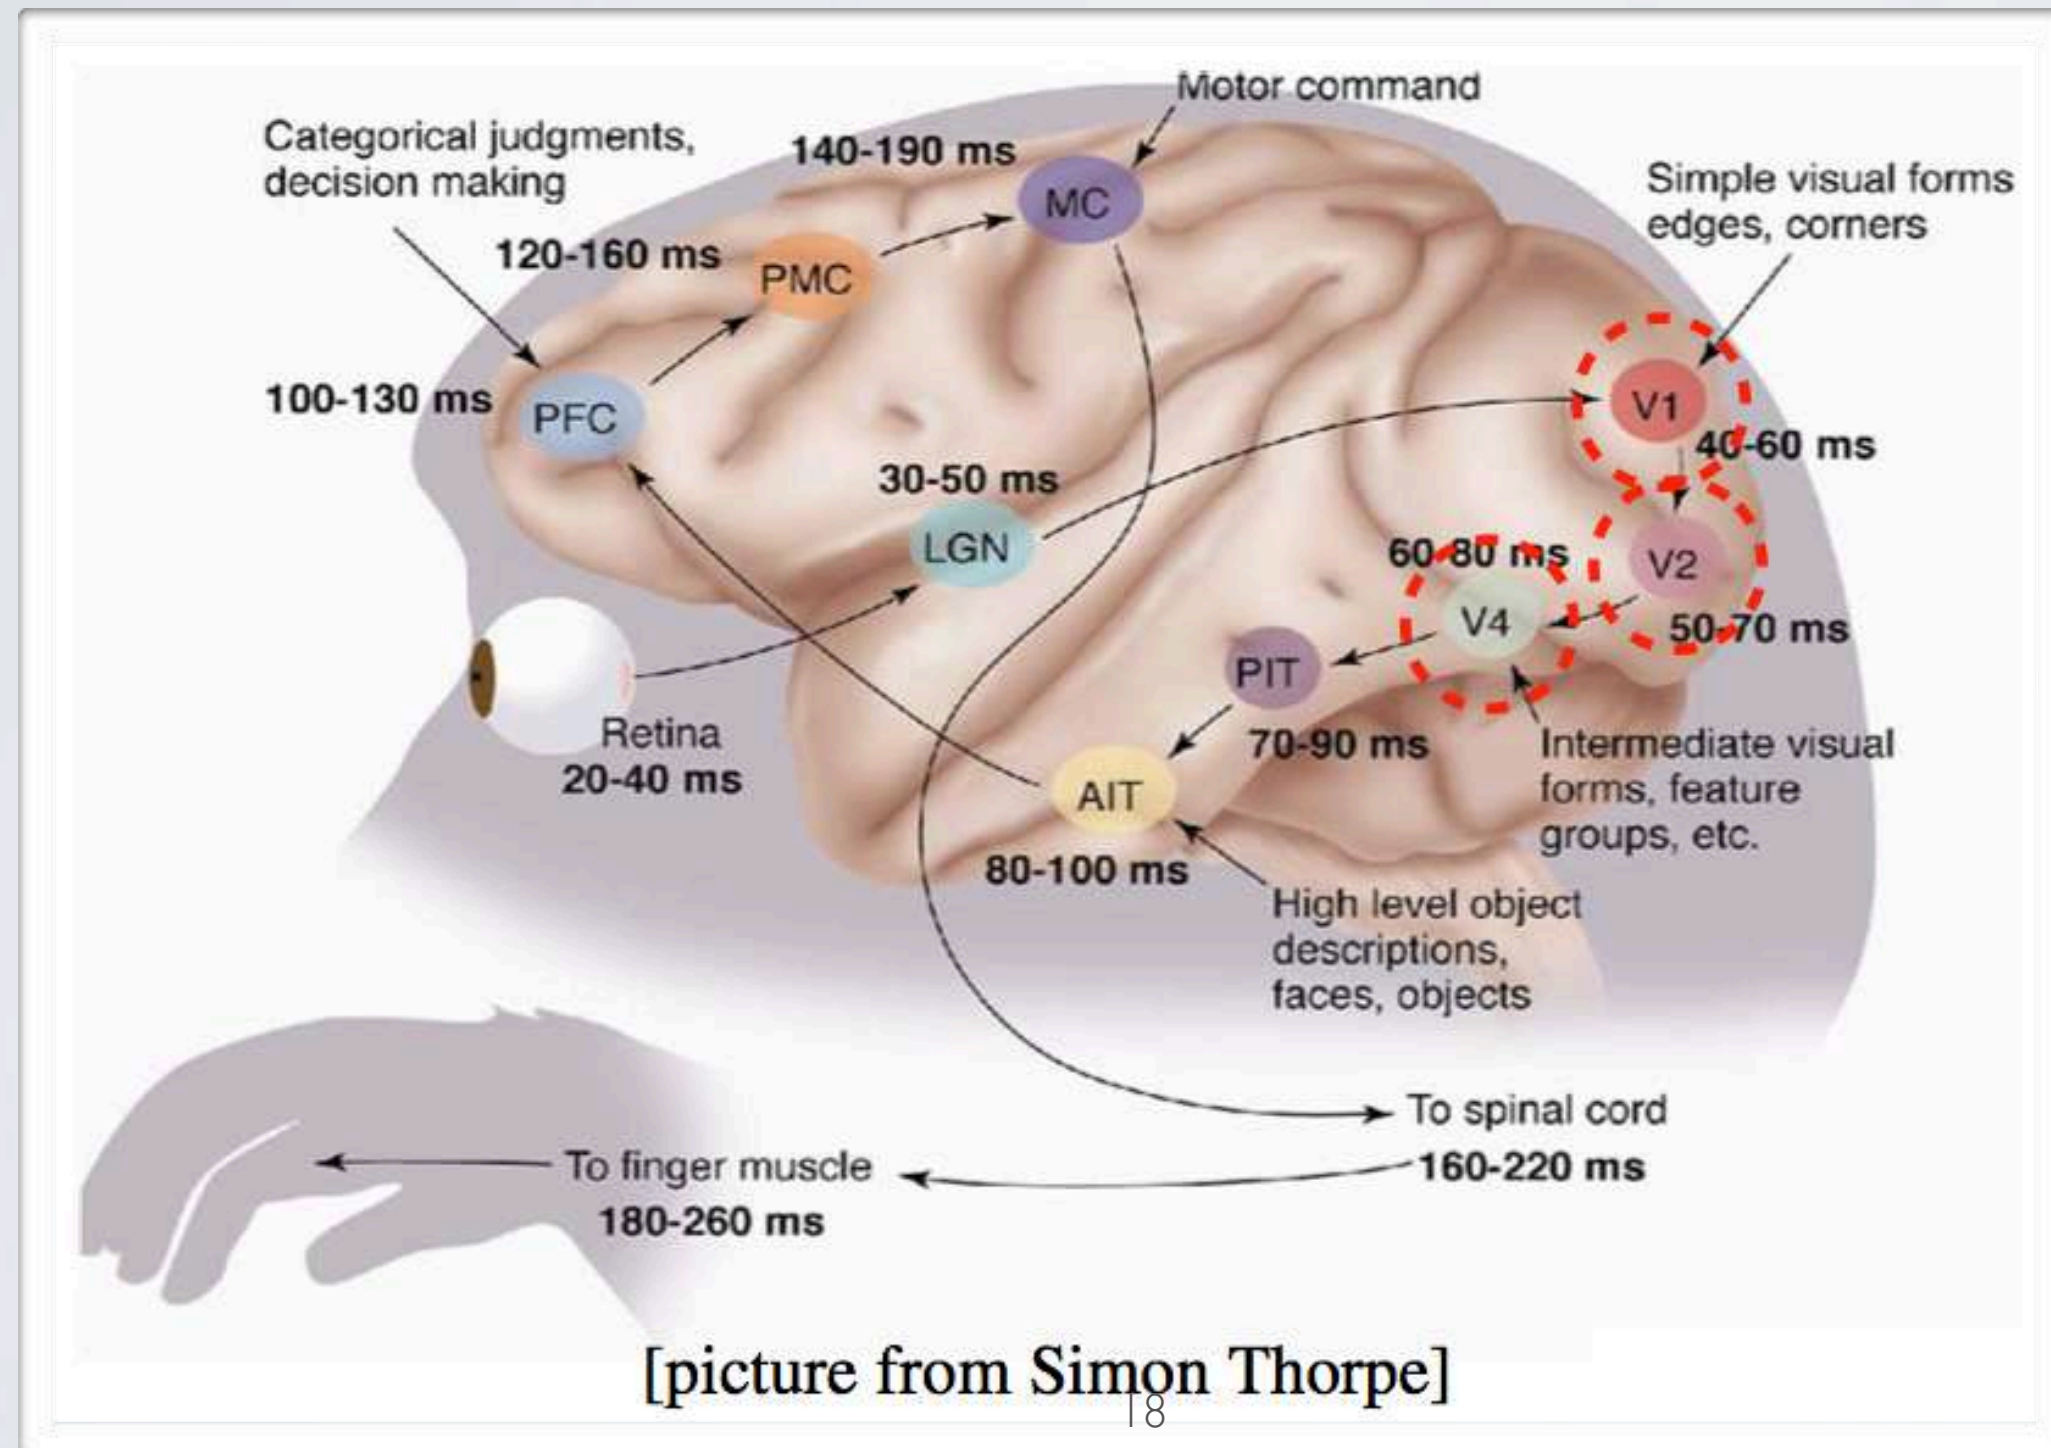 Motor command
Categorical judgments,
decision making
140-190 ms
MC
Simple visual forms
edges, corners
120-160 ms
PMC
100-130 ms
PFC
V1
40-60 ms
30-50 ms
LGN
60-80 ms
V2
V4
50-70 ms
PIT
Retina
20-40 ms
70-90 ms
Intermediate visual
forms, feature
groups, etc.
AIT
80-100 ms
High level object
descriptions,
faces, objects
To spinal cord
160-220 ms
To finger muscle
180-260 ms
[picture from Simon Thorpe]
18